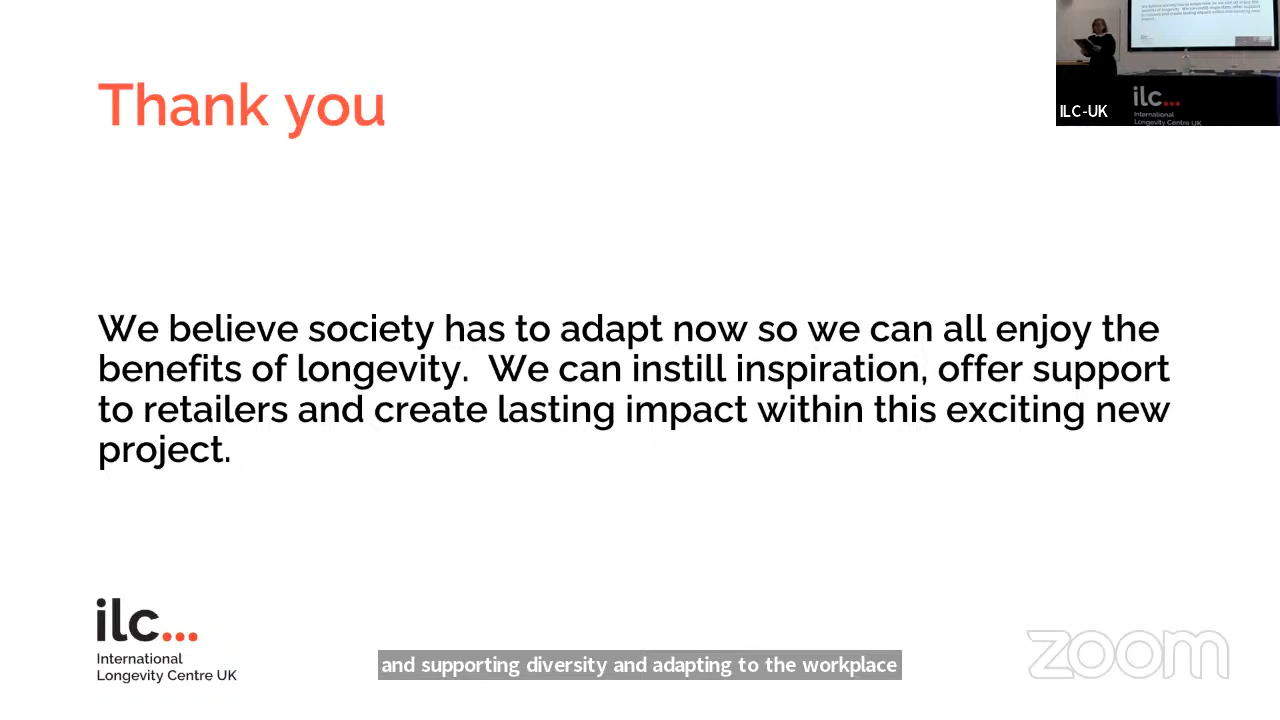 Thank you
ILC-UK
ilc...
International
Longevity Centre UK
We believe society has to adapt now so we can all enjoy the
benefits of longevity.  We can instill inspiration, offer support
to retailers and create lasting impact within this exciting new
project.
ilc...
International
Longevity Centre UK
and supporting diversity and adapting to the workplace
zoom